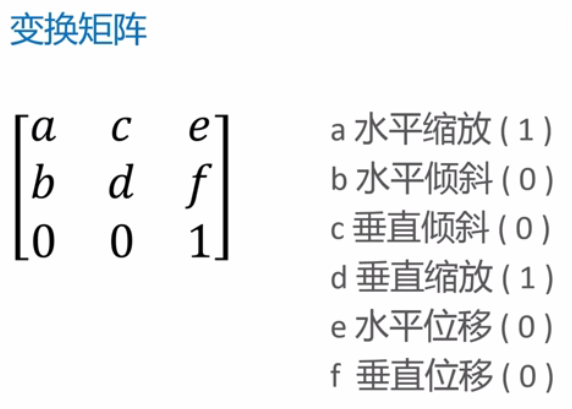 变换矩阵
a c e
b d f
0 0 1
a 水平缩放 ( 1 )
b 水平倾斜 ( 0 )
c 垂直倾斜 ( 0 )
d 垂直缩放 ( 1 )
e 水平位移 ( 0 )
f 垂直位移 ( 0 )